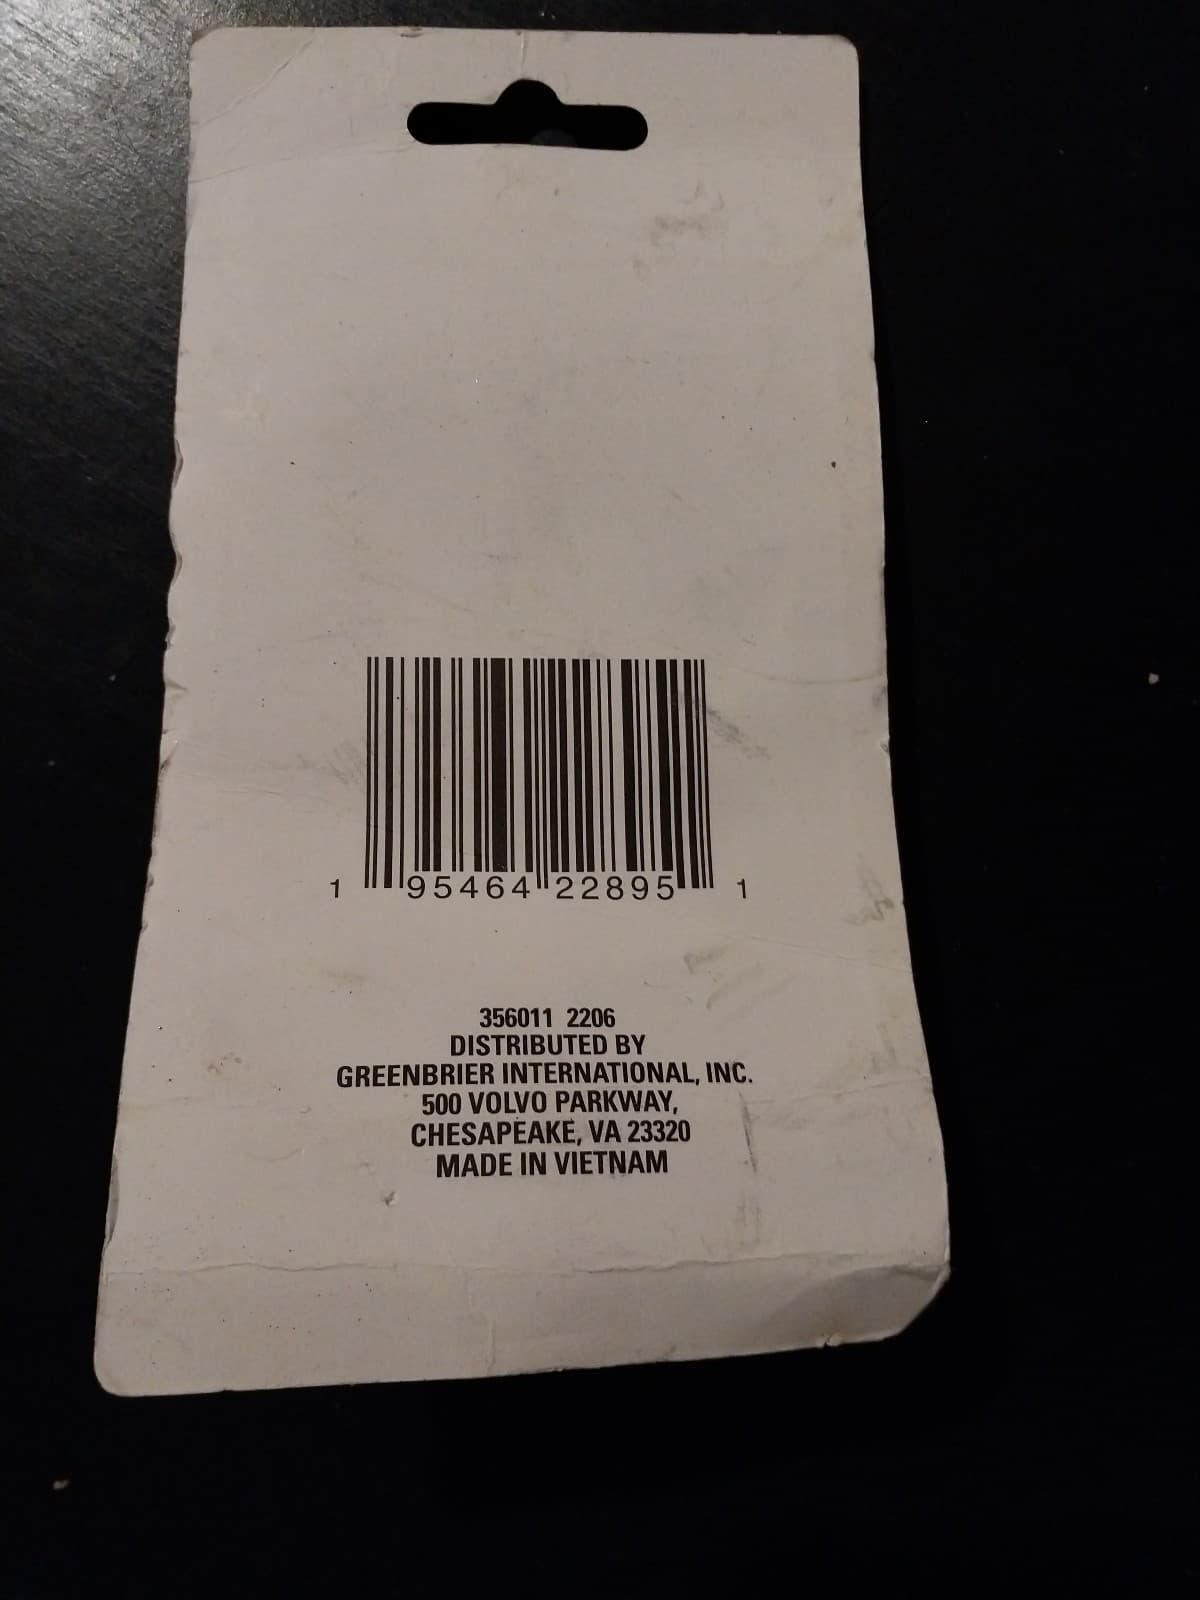 1 95464 22895 1
356011 2206
DISTRIBUTED BY
GREENBRIER INTERNATIONAL, INC.
500 VOLVO PARKWAY,
CHESAPEAKE, VA 23320
MADE IN VIETNAM